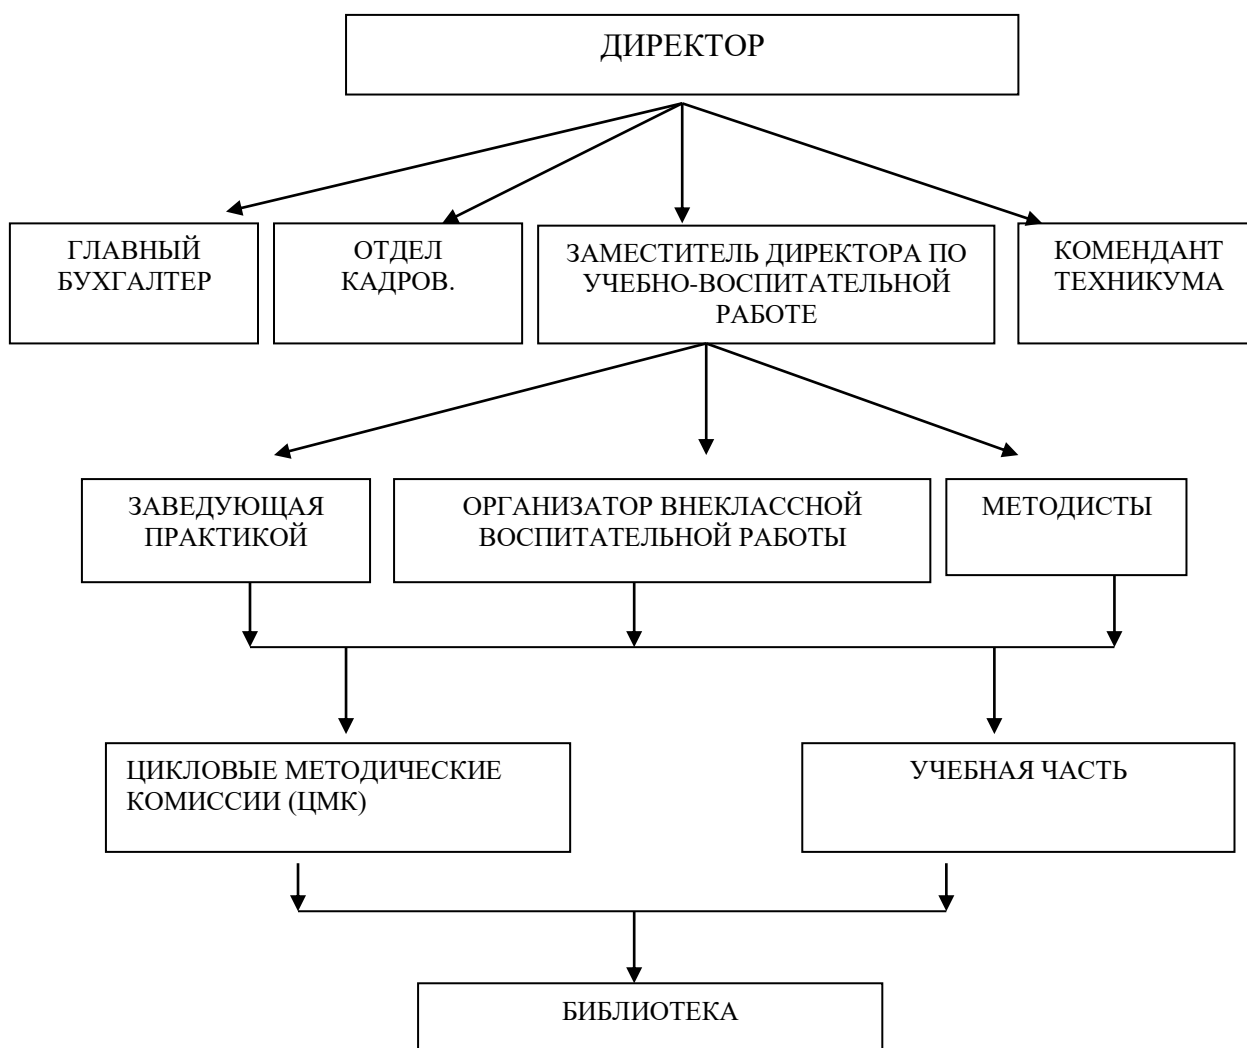 ДИРЕКТОР
ГЛАВНЫЙ
БУХГАЛТЕР
ОТДЕЛ
КАДРОВ.
ЗАМЕСТИТЕЛЬ ДИРЕКТОРА ПО
УЧЕБНО-ВОСПИТАТЕЛЬНОЙ
РАБОТЕ
КОМЕНДАНТ
ТЕХНИКУМА
ЗАВЕДУЮЩАЯ
ПРАКТИКОЙ
ОРГАНИЗАТОР ВНЕКЛАССНОЙ
ВОСПИТАТЕЛЬНОЙ РАБОТЫ
МЕТОДИСТЫ
ЦИКЛОВЫЕ МЕТОДИЧЕСКИЕ
КОМИССИИ (ЦМК)
УЧЕБНАЯ ЧАСТЬ
БИБЛИОТЕКА